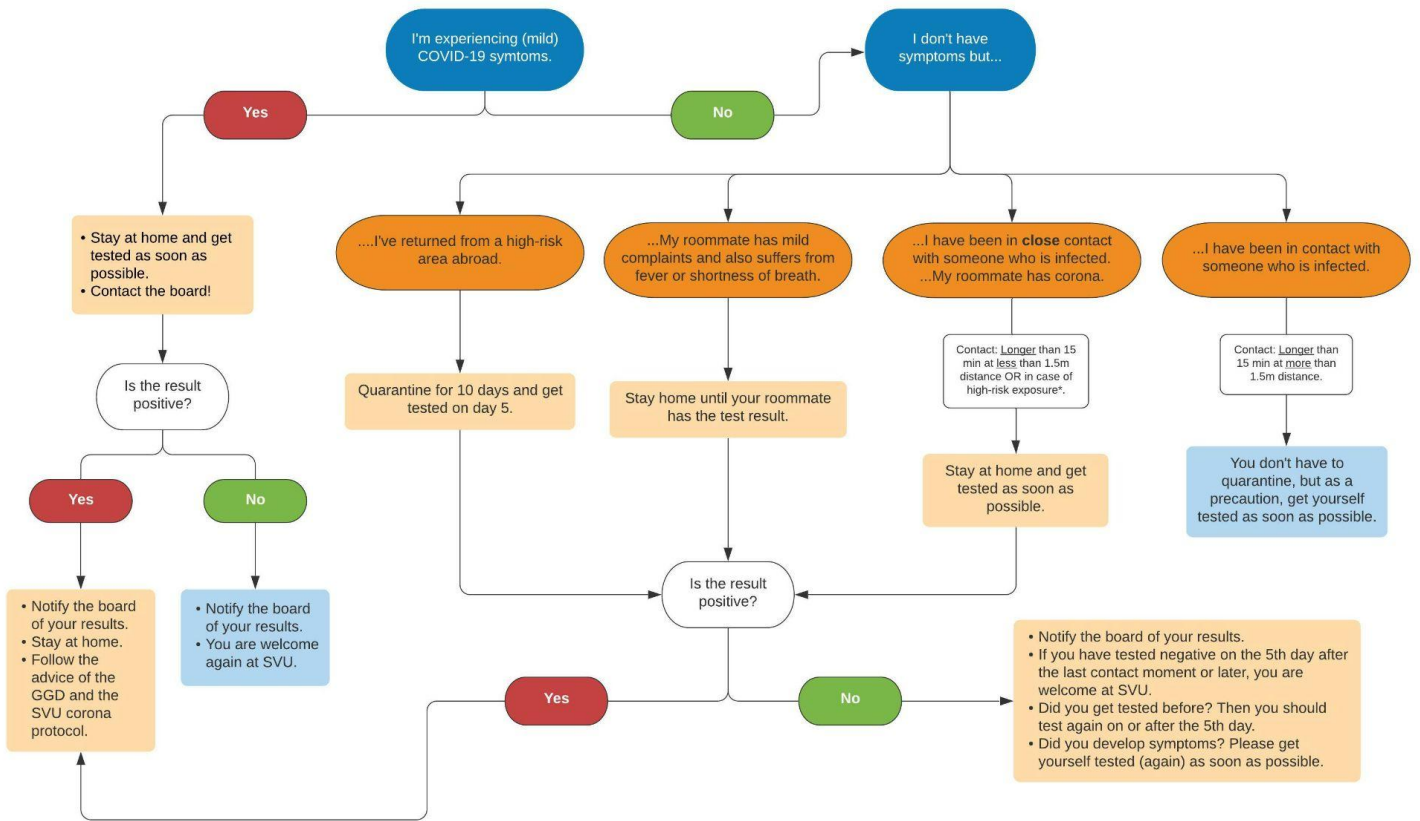 I'm experiencing (mild)
COVID-19 symtoms.
I don't have
symptoms but...
Yes
No
• Stay at home and get
tested as soon as
possible.
• Contact the board!
....I've returned from a high-risk
area abroad.
...My roommate has mild
complaints and also suffers from
fever or shortness of breath.
...I have been in close contact
with someone who is infected.
...My roommate has corona.
...I have been in contact with
someone who is infected.
Contact: Longer than 15
min at less than 1.5m
distance OR in case of
high-risk exposure*.
Contact: Longer than
15 min at more than
1.5m distance.
Is the result
positive?
Quarantine for 10 days and get
tested on day 5.
Stay home until your roommate
has the test result.
Stay at home and get
tested as soon as
possible.
You don't have to
quarantine, but as a
precaution, get yourself
tested as soon as possible.
Yes
No
• Notify the board
of your results.
• Stay at home.
• Follow the
advice of the
GGD and the
SVU corona
protocol.
• Notify the board
of your results.
• You are welcome
again at SVU.
Is the result
positive?
Yes
No
• Notify the board of your results.
• If you have tested negative on the 5th day after
the last contact moment or later, you are
welcome at SVU.
• Did you get tested before? Then you should
test again on or after the 5th day.
• Did you develop symptoms? Please get
yourself tested (again) as soon as possible.